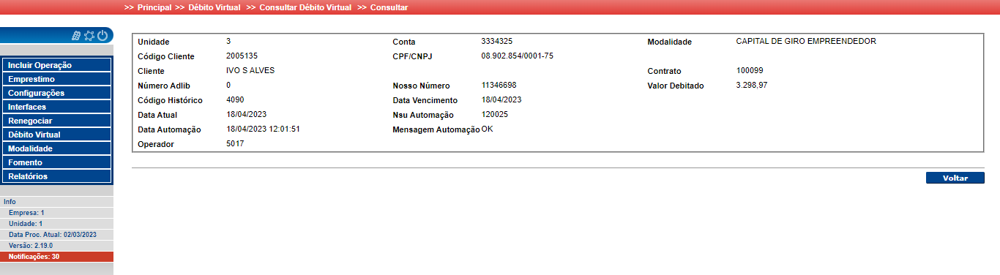 >> Principal >> Débito Virtual >> Consultar Débito Virtual >> Consultar
Incluir Operação
Emprestimo
Configurações
Interfaces
Renegociar
Débito Virtual
Modalidade
Fomento
Relatórios
Info
Empresa: 1
Unidade: 1
Data Proc. Atual: 02/03/2023
Versão: 2.19.0
Notificações: 30
Unidade 3 Conta 3334325 Modalidade CAPITAL DE GIRO EMPREENDEDOR
Código Cliente 2005135 CPF/CNPJ 08.902.854/0001-75
Cliente IVO S ALVES Contrato 100099
Número Adlib 0 Nosso Número 11346698 Valor Debitado 3.298,97
Código Histórico 4090 Data Vencimento 18/04/2023
Data Atual 18/04/2023 Nsu Automação 120025
Data Automação 18/04/2023 12:01:51 Mensagem Automação OK
Operador 5017
Voltar